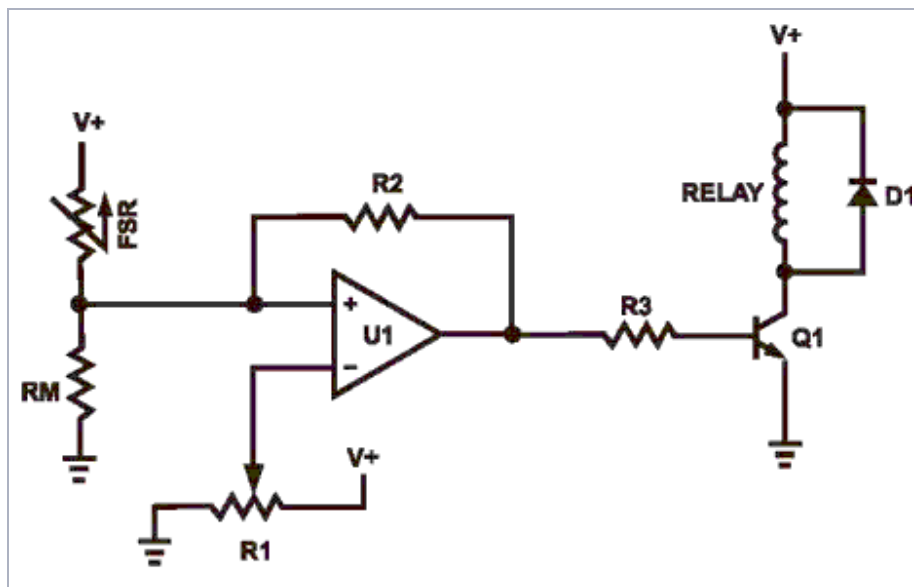 V+
V+
R2
RELAY
D1
FSR
+
U1
R3
Q1
−
RM
V+
R1